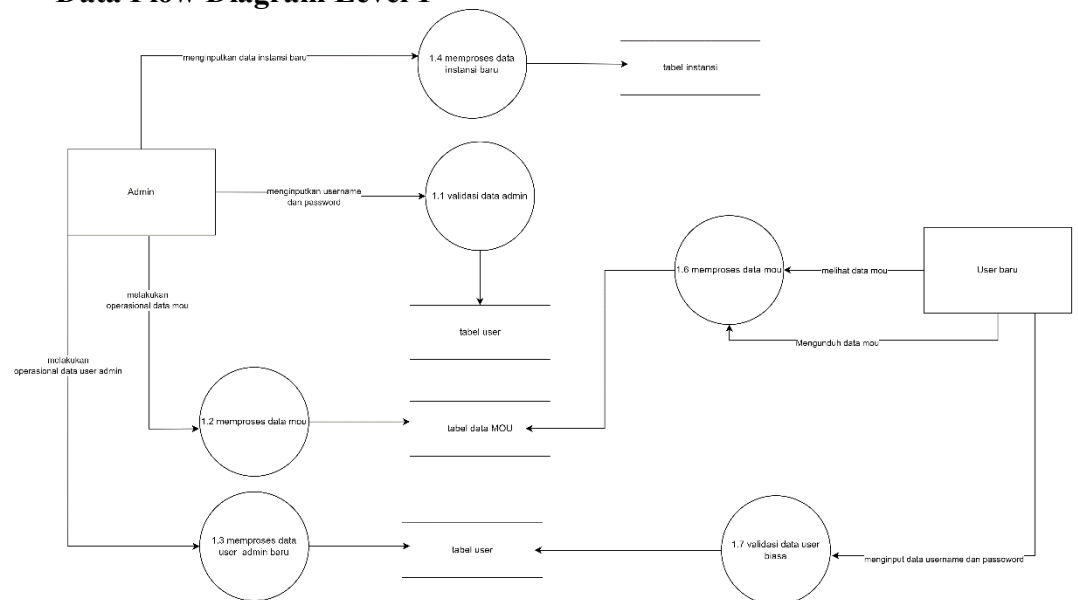 Data Flow Diagram Level 1
menginputkan data instansi baru
1.4 memproses data
instansi baru
tabel instansi
Admin
menginputkan username
dan password
1.1 validasi data admin
1.6 memproses data mou
melihat data mou
User baru
melakukan
operasional data mou
tabel user
Mengunduh data mou
melakukan
operasional data user admin
1.2 memproses data mou
tabel data MOU
1.3 memproses data
user admin baru
tabel user
1.7 validasi data user
biasa
menginput data username dan passoword